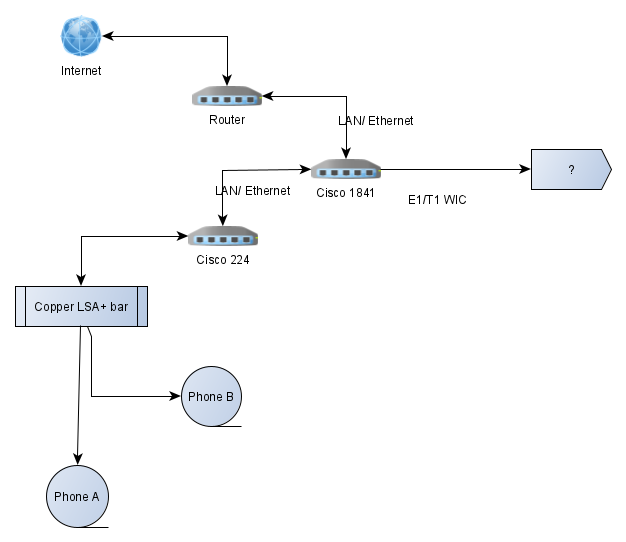 Internet
Router
LAN/ Ethernet
Cisco 1841
?
E1/T1 WIC
LAN/ Ethernet
Cisco 224
Copper LSA+ bar
Phone B
Phone A